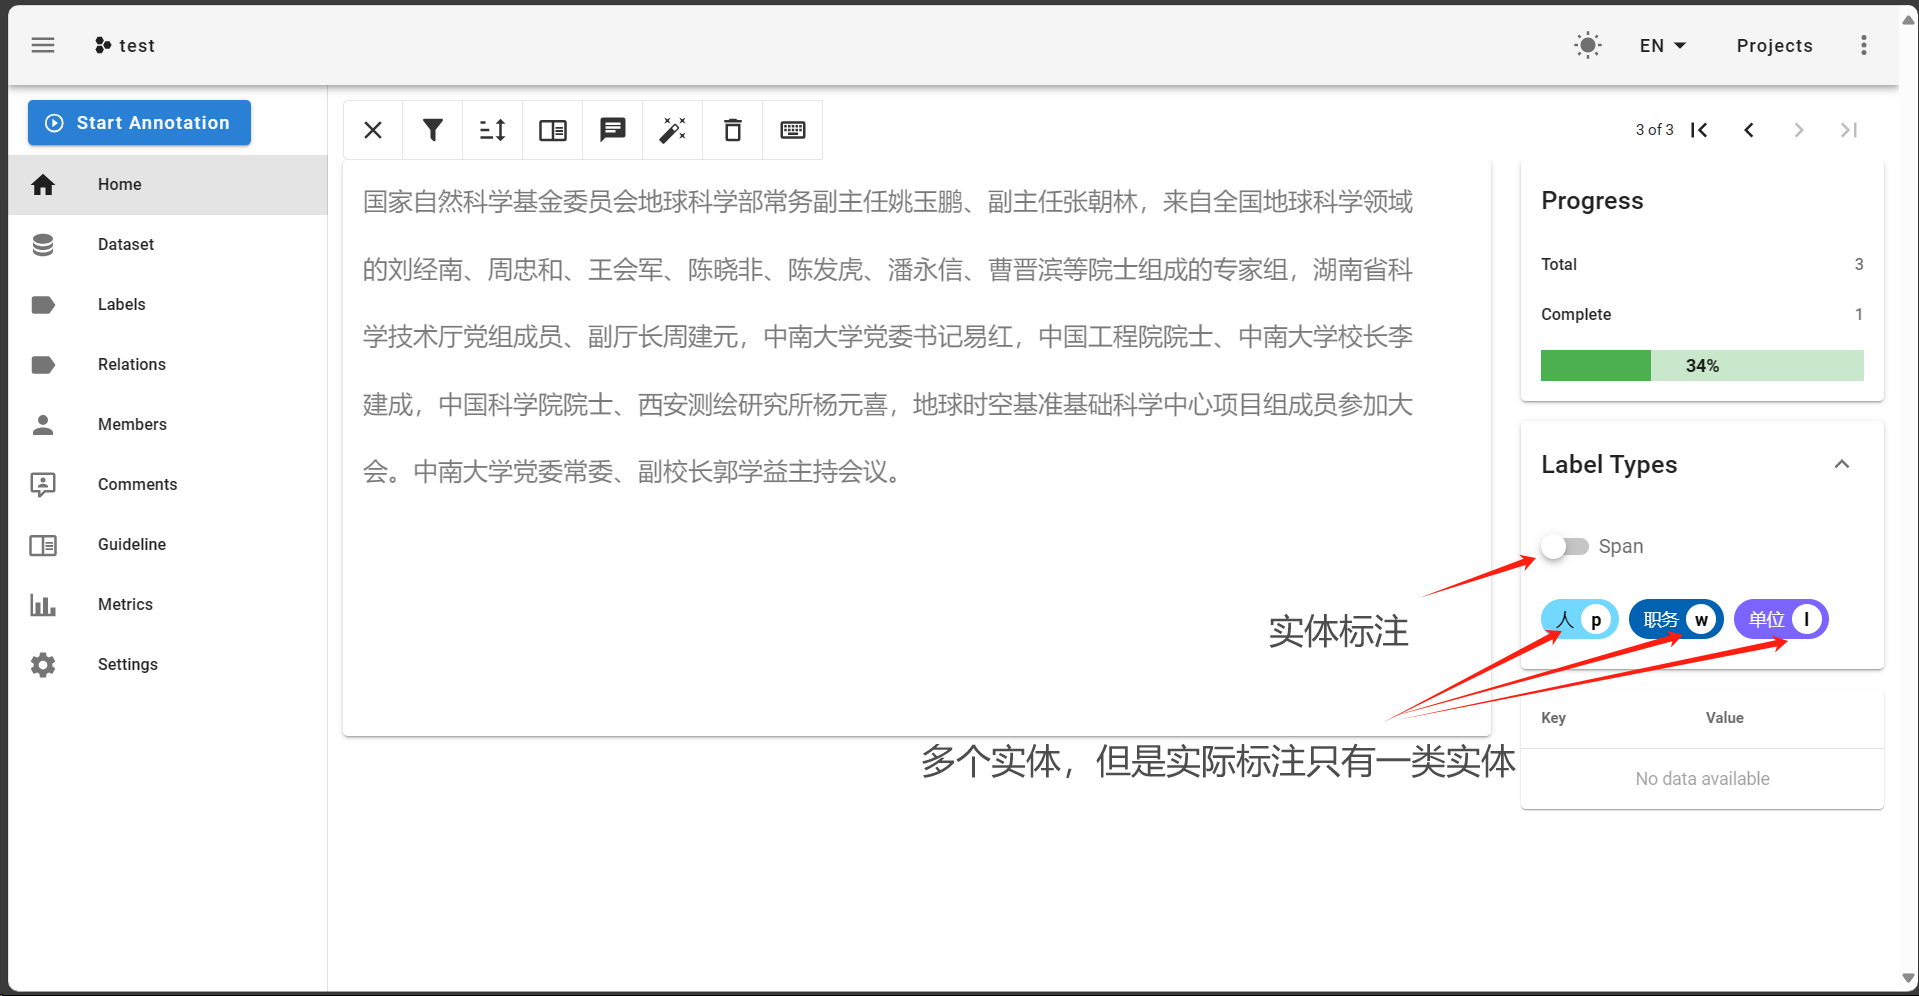 test
EN
Projects
Start Annotation
Home
Dataset
Labels
Relations
Members
Comments
Guideline
Metrics
Settings
3 of 3
国家自然科学基金委员会地球科学部常务副主任姚玉鹏、副主任张朝林，来自全国地球科学领域
的刘经南、周忠和、王会军、陈晓非、陈发虎、潘永信、曹晋滨等院士组成的专家组，湖南省科
学技术厅党组成员、副厅长周建元，中南大学党委书记易红，中国工程院院士、中南大学校长李
建成，中国科学院院士、西安测绘研究所杨元喜，地球时空基准基础科学中心项目组成员参加大
会。中南大学党委常委、副校长郭学益主持会议。
Progress
Total 3
Complete 1
34%
Label Types
Span
实体标注
人 p 职务 w 单位 l
多个实体，但是实际标注只有一类实体
Key Value
No data available